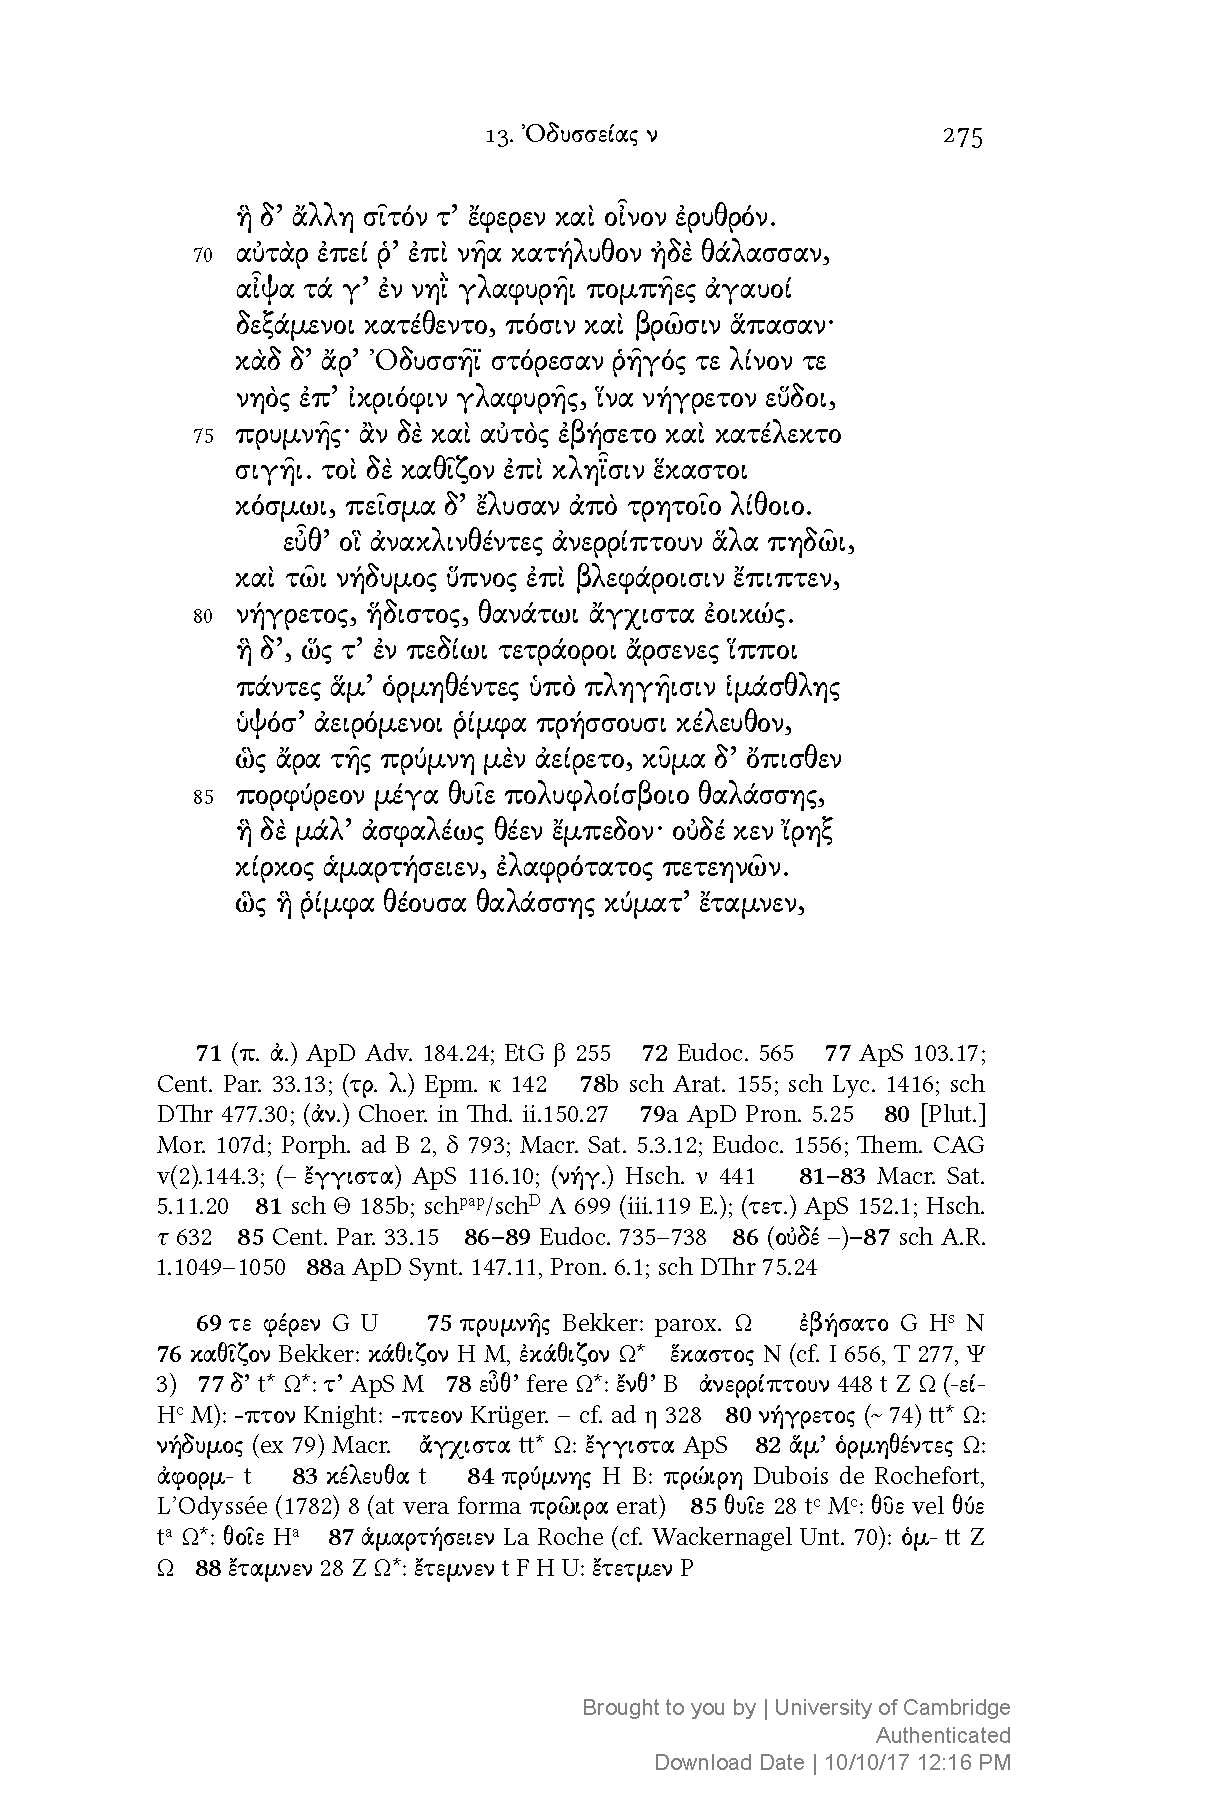 13. Ὀδυσσείας ν 275
ἣ δ’ ἄλλη σῖτόν τ’ ἔφερεν καὶ οἶνον ἐρυθρόν.
70 αὐτὰρ ἐπεί ῥ’ ἐπὶ νῆα κατήλυθον ἠδὲ θάλασσαν,
αἶψα τά γ’ ἐν νηῒ γλαφυρῆι πομπῆες ἀγαυοί
δεξάμενοι κατέθεντο, πόσιν καὶ βρῶσιν ἅπασαν·
κὰδ δ’ ἄρ’ Ὀδυσσῆϊ στόρεσαν ῥῆγός τε λίνον τε
νηὸς ἐπ’ ἰκριόφιν γλαφυρῆς, ἵνα νήγρετον εὕδοι,
75 πρυμνῆς· ἂν δὲ καὶ αὐτὸς ἐβήσετο καὶ κατέλεκτο
σιγῆι. τοὶ δὲ καθῖζον ἐπὶ κληῗσιν ἕκαστοι
κόσμωι, πεῖσμα δ’ ἔλυσαν ἀπὸ τρητοῖο λίθοιο.
εὖθ’ οἳ ἀνακλινθέντες ἀνερρίπτουν ἅλα πηδῶι,
καὶ τῶι νήδυμος ὕπνος ἐπὶ βλεφάροισιν ἔπιπτεν,
80 νήγρετος, ἥδιστος, θανάτωι ἄγχιστα ἐοικώς.
ἣ δ’, ὥς τ’ ἐν πεδίωι τετράοροι ἄρσενες ἵπποι
πάντες ἅμ’ ὁρμηθέντες ὑπὸ πληγῆισιν ἱμάσθλης
ὑψόσ’ ἀειρόμενοι ῥίμφα πρήσσουσι κέλευθον,
ὣς ἄρα τῆς πρύμνη μὲν ἀείρετο, κῦμα δ’ ὄπισθεν
85 πορφύρεον μέγα θυῖε πολυφλοίσβοιο θαλάσσης,
ἣ δὲ μάλ’ ἀσφαλέως θέεν ἔμπεδον· οὐδέ κεν ἴρηξ
κίρκος ἁμαρτήσειεν, ἐλαφρότατος πετεηνῶν.
ὣς ἣ ῥίμφα θέουσα θαλάσσης κύματ’ ἔταμνεν,
71 (π. ἀ.) ApD Adv. 184.24; EtG β 255 72 Eudoc. 565 77 ApS 103.17;
Cent. Par. 33.13; (τρ. λ.) Epm. κ 142 78b sch Arat. 155; sch Lyc. 1416; sch
DThr 477.30; (ἀν.) Choer. in Thd. ii.150.27 79a ApD Pron. 5.25 80 [Plut.]
Mor. 107d; Porph. ad B 2, δ 793; Macr. Sat. 5.3.12; Eudoc. 1556; Them. CAG
v(2).144.3; (– ἔγγιστα) ApS 116.10; (νήγ.) Hsch. ν 441 81–83 Macr. Sat.
5.11.20 81 sch Θ 185b; schᵖᵃᵖ/schᴰ Λ 699 (iii.119 E.); (τετ.) ApS 152.1; Hsch.
τ 632 85 Cent. Par. 33.15 86–89 Eudoc. 735–738 86 (οὐδέ –)–87 sch A.R.
1.1049–1050 88a ApD Synt. 147.11, Pron. 6.1; sch DThr 75.24
69 τε φέρεν G U 75 πρυμνῆς Bekker: parox. Ω ἐβήσατο G Hˢ N
76 καθῖζον Bekker: κάθιζον H M, ἐκάθιζον Ω* ἕκαστος N (cf. I 656, T 277, Ψ
3) 77 δ’ t* Ω*: τ’ ApS M 78 εὖθ’ fere Ω*: ἔνθ’ B ἀνερρίπτουν 448 t Z Ω (-εί-
Hᶜ M): -πτον Knight: -πτεον Krüger. – cf. ad η 328 80 νήγρετος (~ 74) tt* Ω:
νήδυμος (ex 79) Macr. ἄγχιστα tt* Ω: ἔγγιστα ApS 82 ἅμ’ ὁρμηθέντες Ω:
ἀφορμ- t 83 κέλευθα t 84 πρύμνης H B: πρώιρη Dubois de Rochefort,
L’Odyssée (1782) 8 (at vera forma πρῶιρα erat) 85 θυῖε 28 tᶜ Mᶜ: θῦε vel θύε
tᵃ Ω*: θοῖε Hᵃ 87 ἁμαρτήσειεν La Roche (cf. Wackernagel Unt. 70): ὁμ- tt Z
Ω 88 ἔταμνεν 28 Z Ω*: ἔτεμνεν t F H U: ἔτετμεν P
Brought to you by | University of Cambridge
Authenticated
Download Date | 10/10/17 12:16 PM